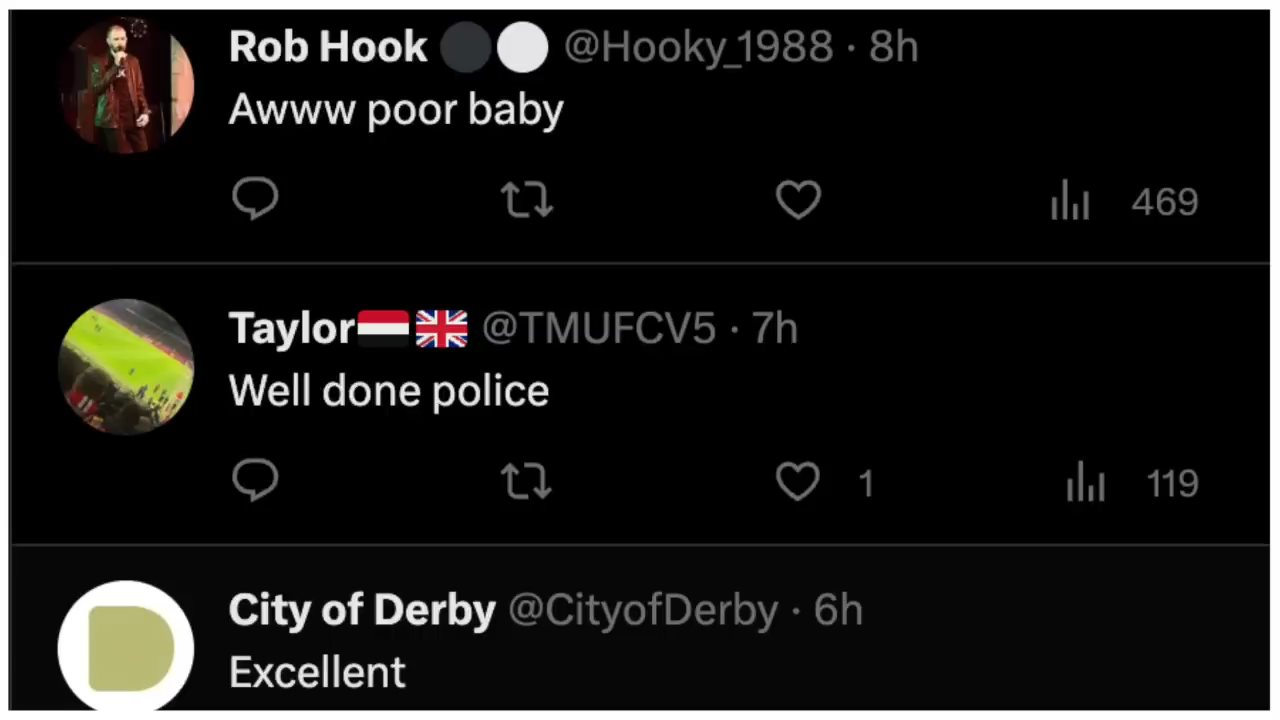 Rob Hook @Hooky_1988 · 8h
Awww poor baby
469
Taylor @TMUFCV5 · 7h
Well done police
1 119
City of Derby @CityofDerby · 6h
Excellent